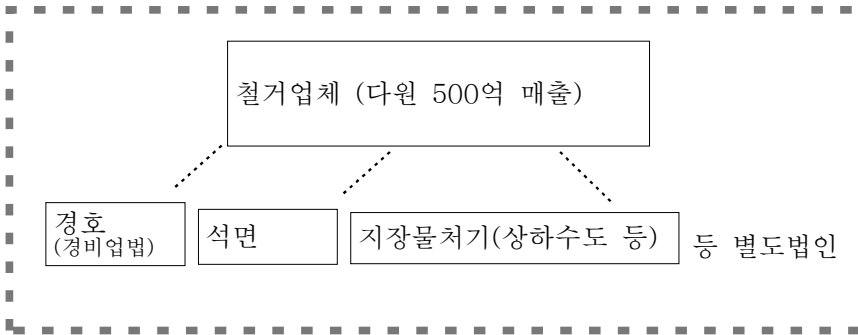 철거업체 (다원 500억 매출)
경호
(경비업법)
석면
지장물처기(상하수도 등)
등 별도법인